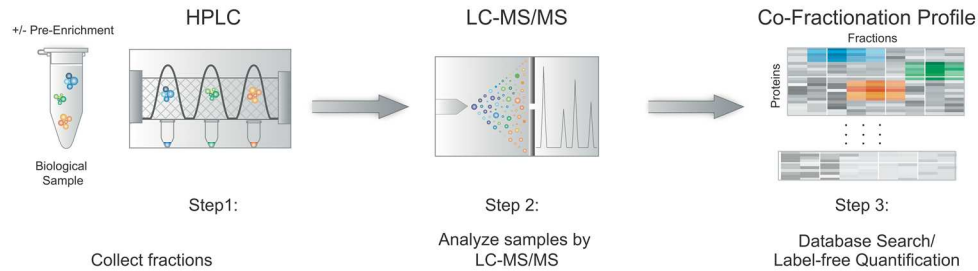 +/- Pre-Enrichment
HPLC
LC-MS/MS
Co-Fractionation Profile
Fractions
Proteins
Biological
Sample
Step1:
Step 2:
Step 3:
Collect fractions
Analyze samples by
LC-MS/MS
Database Search/
Label-free Quantification